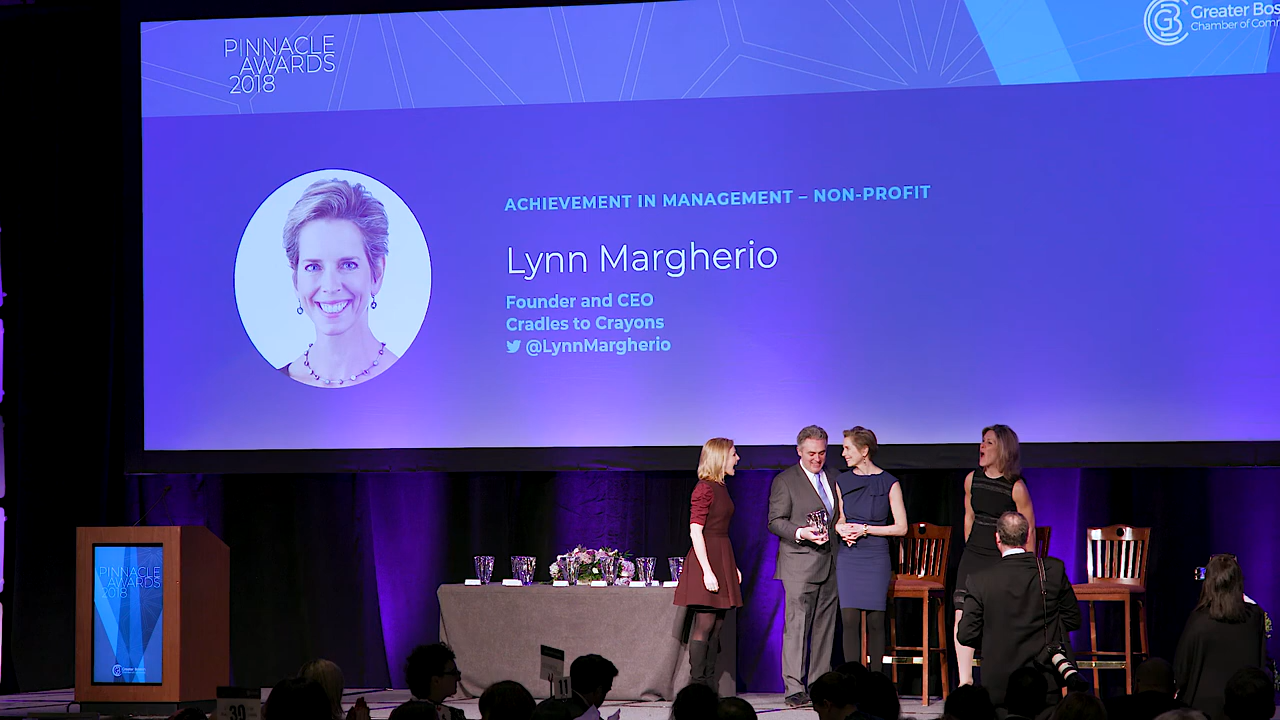 PINNACLE
AWARDS
2018
Greater Bos
Chamber of Comm
ACHIEVEMENT IN MANAGEMENT – NON-PROFIT
Lynn Margherio
Founder and CEO
Cradles to Crayons
@LynnMargherio
PINNACLE
AWARDS
2018
30